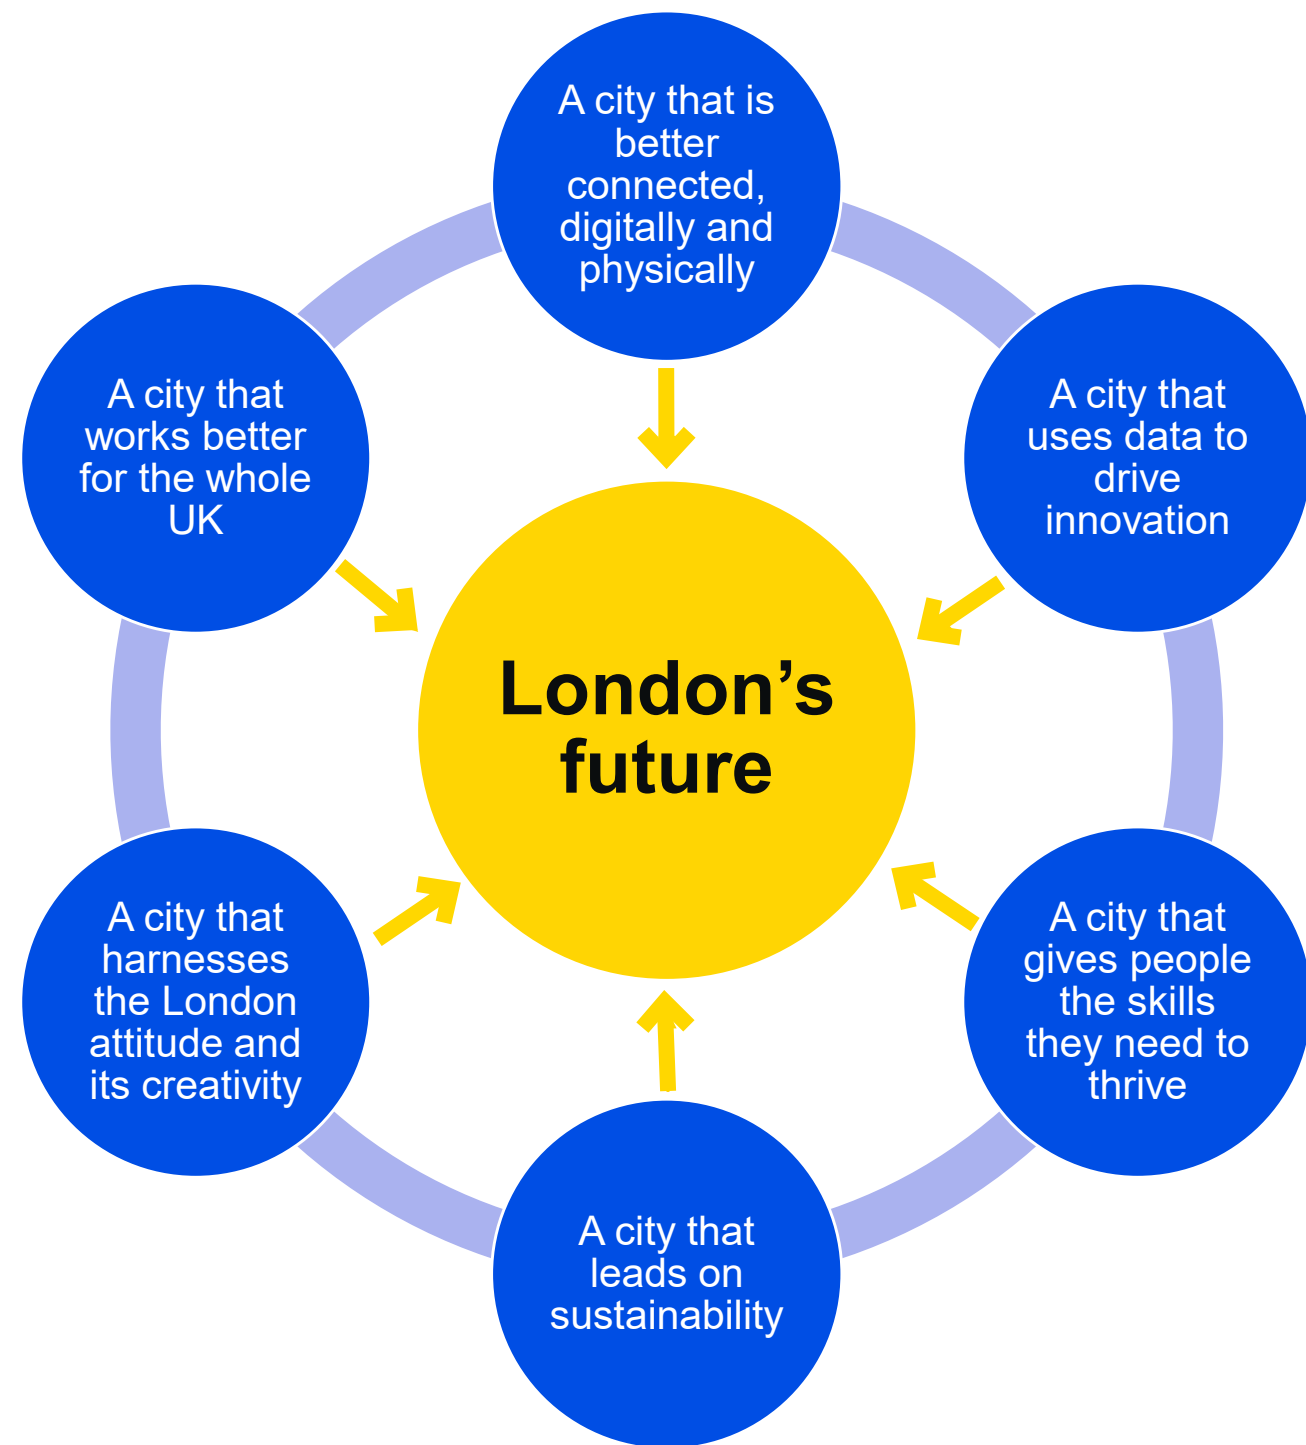 A city that is
better
connected,
digitally and
physically
A city that
uses data to
drive
innovation
A city that
gives people
the skills
they need to
thrive
A city that
leads on
sustainability
A city that
harnesses
the London
attitude and
its creativity
A city that
works better
for the whole
UK
London’s
future